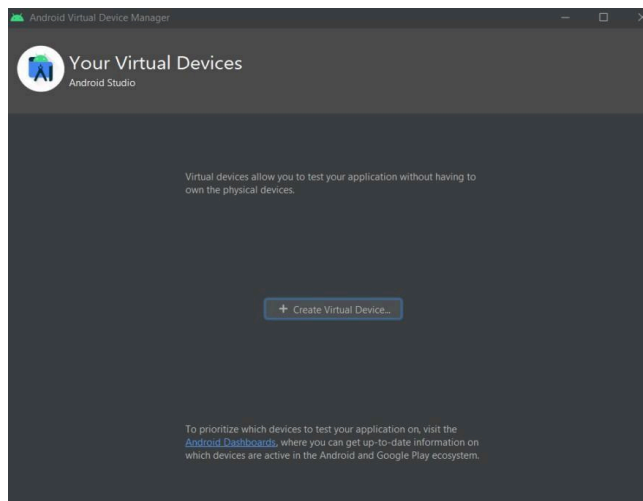 Android Virtual Device Manager
Your Virtual Devices
Android Studio
Virtual devices allow you to test your application without having to
own the physical devices.
+ Create Virtual Device...
To prioritize which devices to test your application on, visit the
Android Dashboards, where you can get up-to-date information on
which devices are active in the Android and Google Play ecosystem.